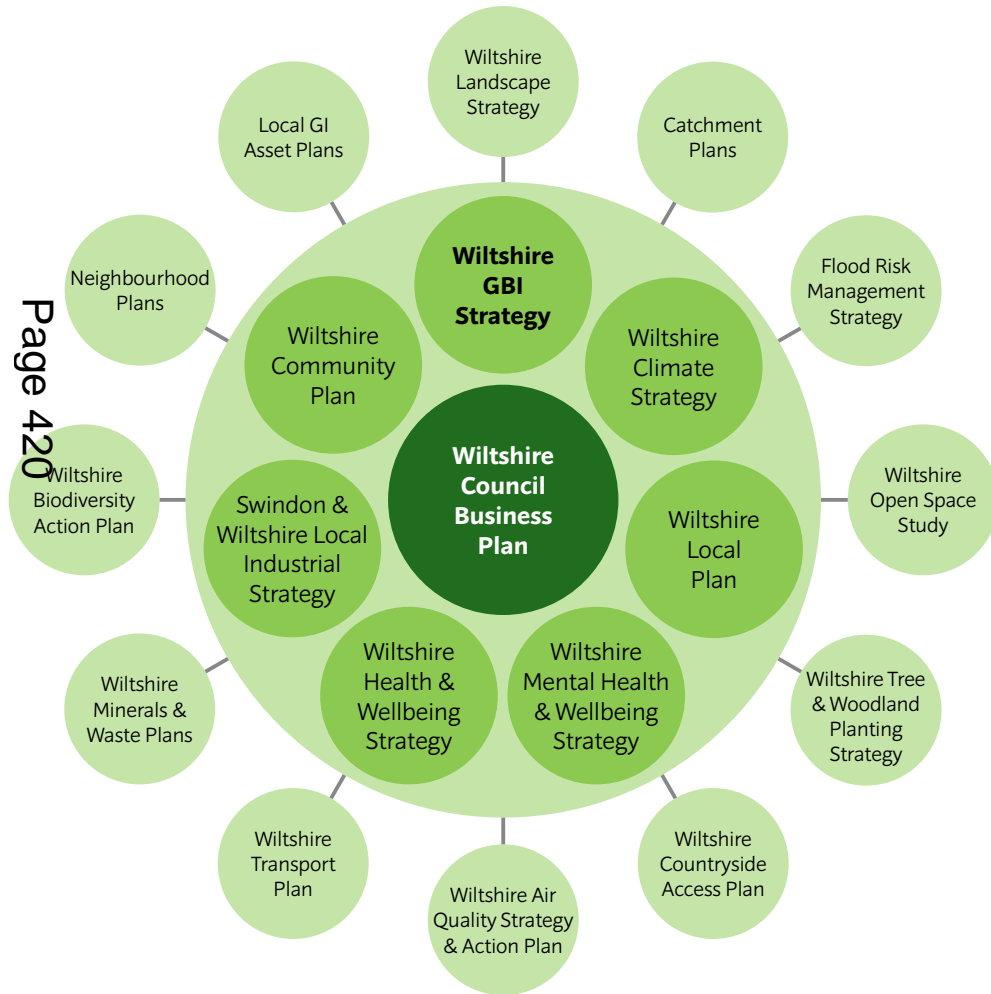 Wiltshire
Landscape
Strategy
Catchment
Plans
Flood Risk
Management
Strategy
Wiltshire
Open Space
Study
Wiltshire Tree
& Woodland
Planting
Strategy
Wiltshire
Countryside
Access Plan
Wiltshire Air
Quality Strategy
& Action Plan
Wiltshire
Transport
Plan
Wiltshire
Minerals &
Waste Plans
Wiltshire
Biodiversity
Action Plan
Neighbourhood
Plans
Local GI
Asset Plans
Wiltshire
GBI
Strategy
Wiltshire
Climate
Strategy
Wiltshire
Local
Plan
Wiltshire
Mental Health
& Wellbeing
Strategy
Wiltshire
Health &
Wellbeing
Strategy
Swindon &
Wiltshire Local
Industrial
Strategy
Wiltshire
Community
Plan
Wiltshire
Council
Business
Plan
Page 420